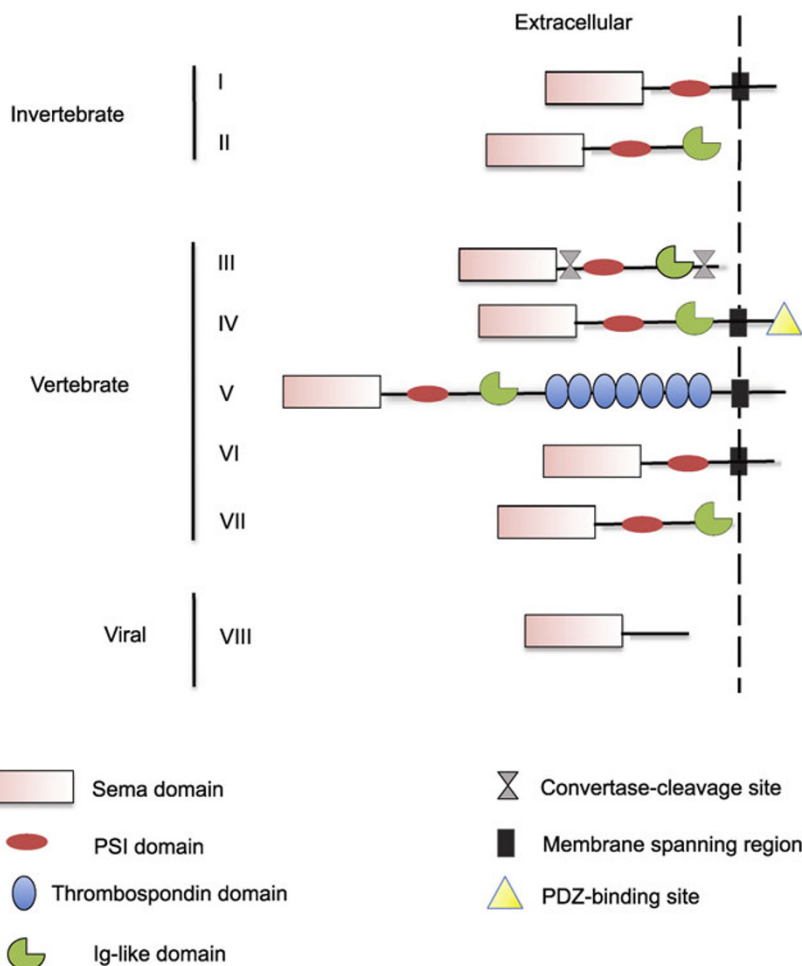 Extracellular
Invertebrate
I
II
Vertebrate
III
IV
V
VI
VII
Viral
VIII
Sema domain
PSI domain
Thrombospondin domain
Ig-like domain
Convertase-cleavage site
Membrane spanning region
PDZ-binding site